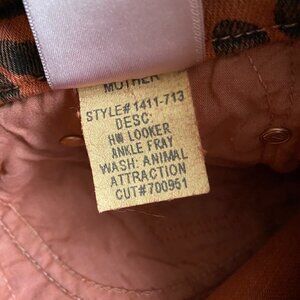 MOTHER
STYLE#1411-713
DESC:
HW LOOKER
ANKLE FRAY
WASH: ANIMAL
ATTRACTION
CUT#700951